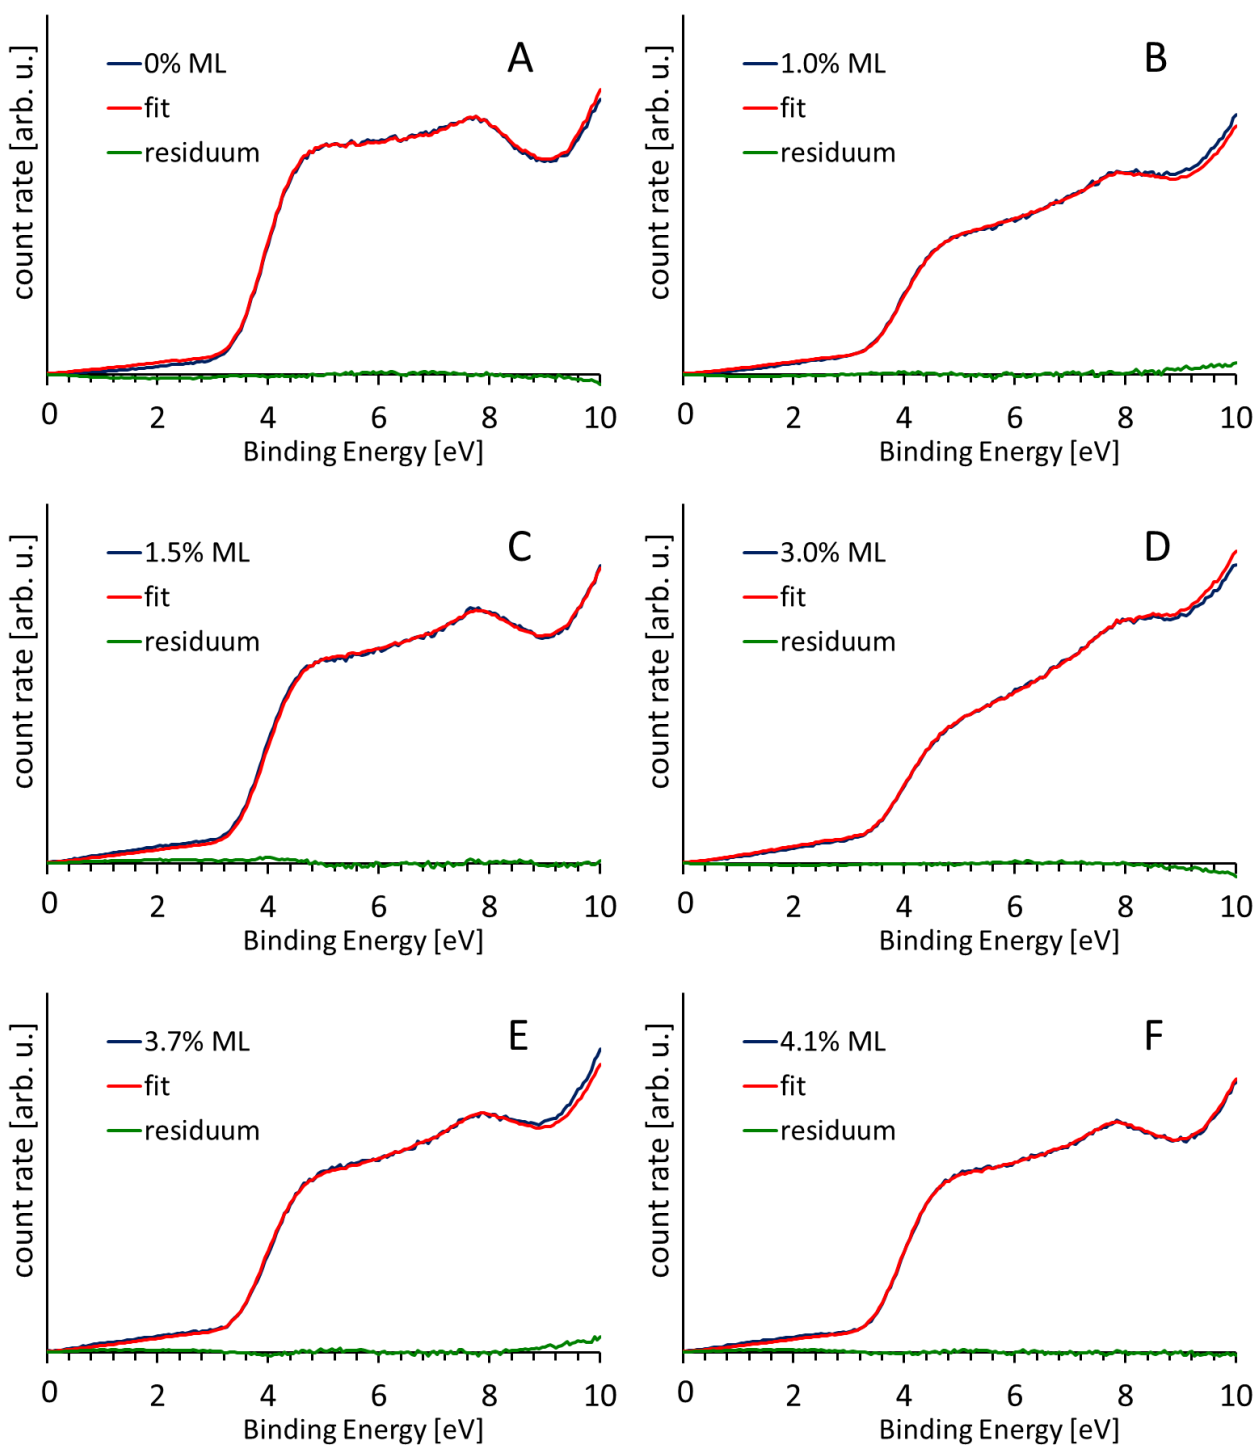 count rate [arb. u.]
0% ML
fit
residuum
A
0 2 4 6 8 10
Binding Energy [eV]
count rate [arb. u.]
1.0% ML
fit
residuum
B
0 2 4 6 8 10
Binding Energy [eV]
count rate [arb. u.]
1.5% ML
fit
residuum
C
0 2 4 6 8 10
Binding Energy [eV]
count rate [arb. u.]
3.0% ML
fit
residuum
D
0 2 4 6 8 10
Binding Energy [eV]
count rate [arb. u.]
3.7% ML
fit
residuum
E
0 2 4 6 8 10
Binding Energy [eV]
count rate [arb. u.]
4.1% ML
fit
residuum
F
0 2 4 6 8 10
Binding Energy [eV]